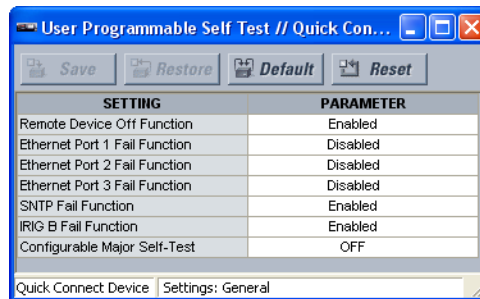 User Programmable Self Test // Quick Con...
Save Restore Default Reset
SETTING PARAMETER
Remote Device Off Function Enabled
Ethernet Port 1 Fail Function Disabled
Ethernet Port 2 Fail Function Disabled
Ethernet Port 3 Fail Function Disabled
SNTP Fail Function Enabled
IRIG B Fail Function Enabled
Configurable Major Self-Test OFF
Quick Connect Device Settings: General